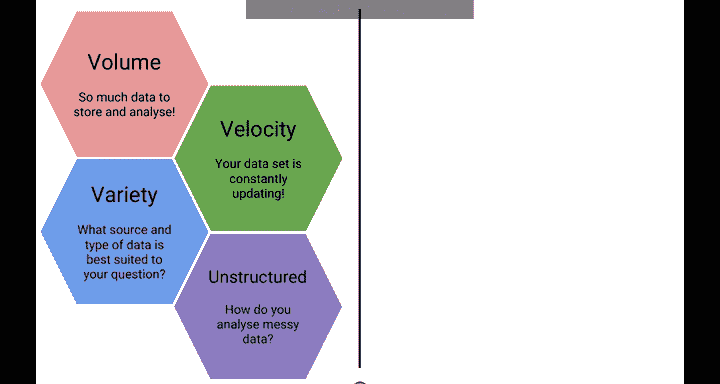 Volume
So much data to
store and analyse!
Velocity
Your data set is
constantly
updating!
Variety
What source and
type of data is
best suited to
your question?
Unstructured
How do you
analyse messy
data?